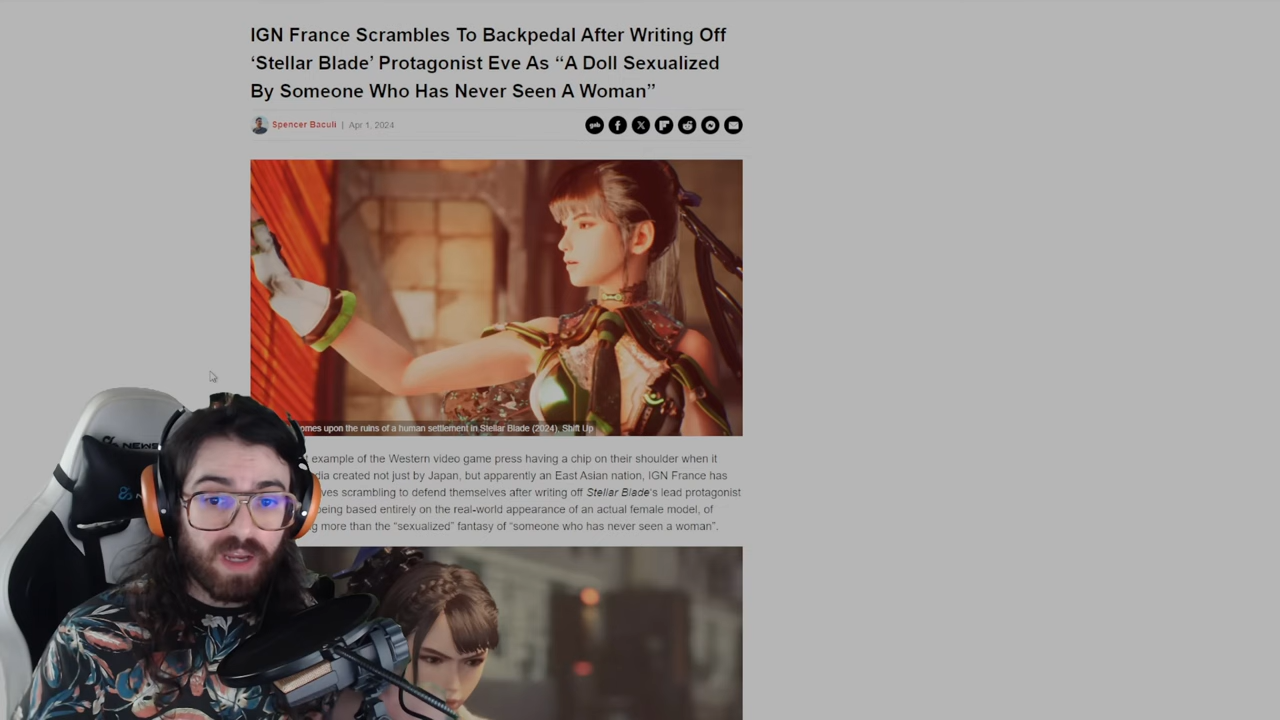 IGN France Scrambles To Backpedal After Writing Off
‘Stellar Blade’ Protagonist Eve As “A Doll Sexualized
By Someone Who Has Never Seen A Woman”
Spencer Baculi | Apr 1, 2024
gab
omes upon the ruins of a human settlement in Stellar Blade (2024), Shift Up
example of the Western video game press having a chip on their shoulder when it
dia created not just by Japan, but apparently an East Asian nation, IGN France has
ves scrambling to defend themselves after writing off Stellar Blade's lead protagonist
being based entirely on the real-world appearance of an actual female model, of
g more than the “sexualized” fantasy of “someone who has never seen a woman”.